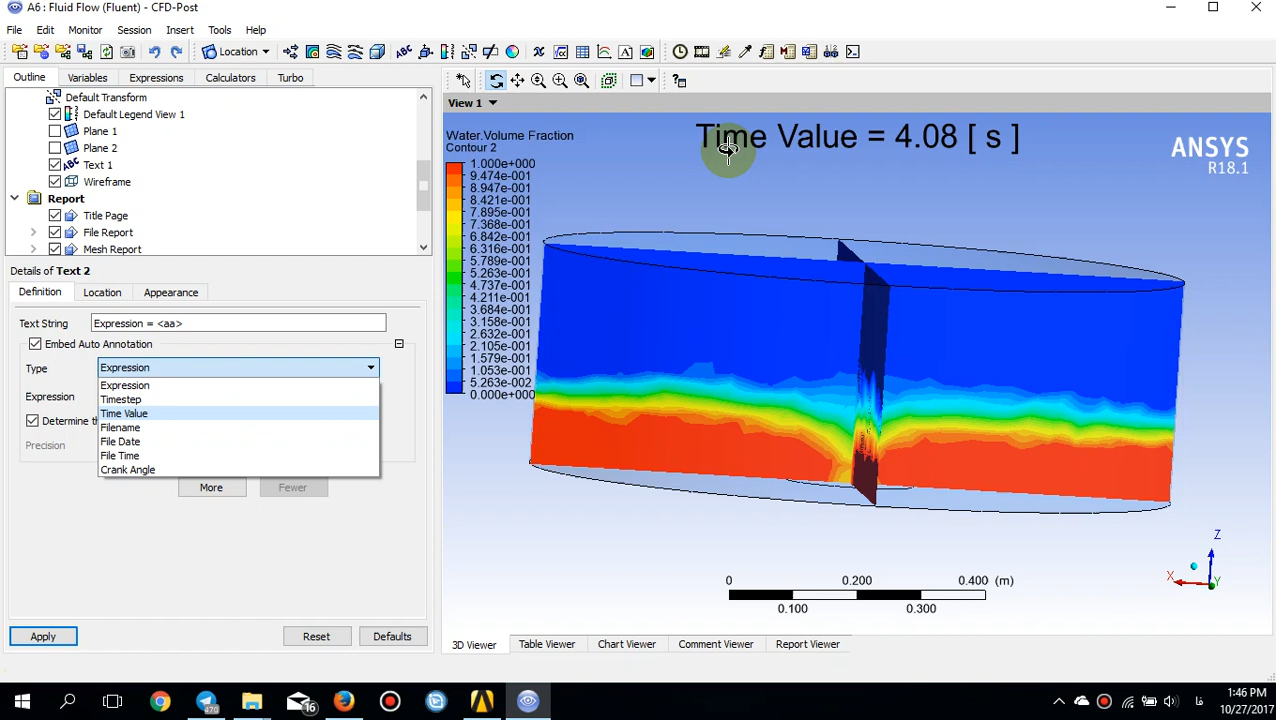 A6 : Fluid Flow (Fluent) - CFD-Post
File Edit Monitor Session Insert Tools Help
Location
Outline Variables Expressions Calculators Turbo
Default Transform
Default Legend View 1
Plane 1
Plane 2
Text 1
Wireframe
Report
Title Page
File Report
Mesh Report
Details of Text 2
Definition Location Appearance
Text String Expression = <aa>
Embed Auto Annotation
Type Expression
Expression
Timestep
Time Value
Filename
File Date
File Time
Crank Angle
Expression
Determine th
Precision
More Fewer
Apply Reset Defaults
View 1
Water.Volume Fraction
Contour 2
1.000e+000
9.474e-001
8.947e-001
8.421e-001
7.895e-001
7.368e-001
6.842e-001
6.316e-001
5.789e-001
5.263e-001
4.737e-001
4.211e-001
3.684e-001
3.158e-001
2.632e-001
2.105e-001
1.579e-001
1.053e-001
5.263e-002
0.000e+000
Time Value = 4.08 [ s ]
ANSYS
R18.1
Z
X
Y
0 0.200 0.400 (m)
0.100 0.300
3D Viewer Table Viewer Chart Viewer Comment Viewer Report Viewer
474
16
1:46 PM
10/27/2017